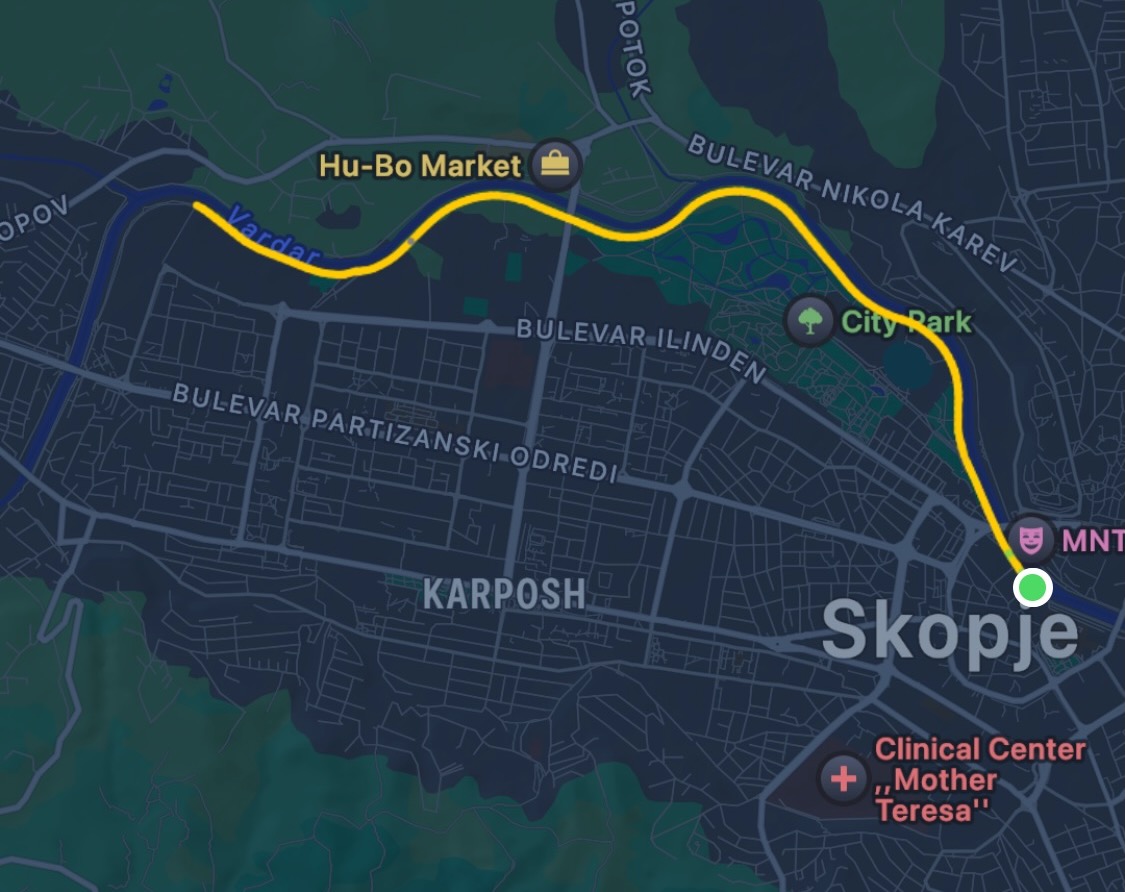 POTOK
BULEVAR NIKOLA KAREV
Hu-Bo Market
OPOV
Vardar
City Park
BULEVAR ILINDEN
BULEVAR PARTIZANSKI ODREDI
MNT
KARPOSH
Skopje
Clinical Center
,,Mother
Teresa''